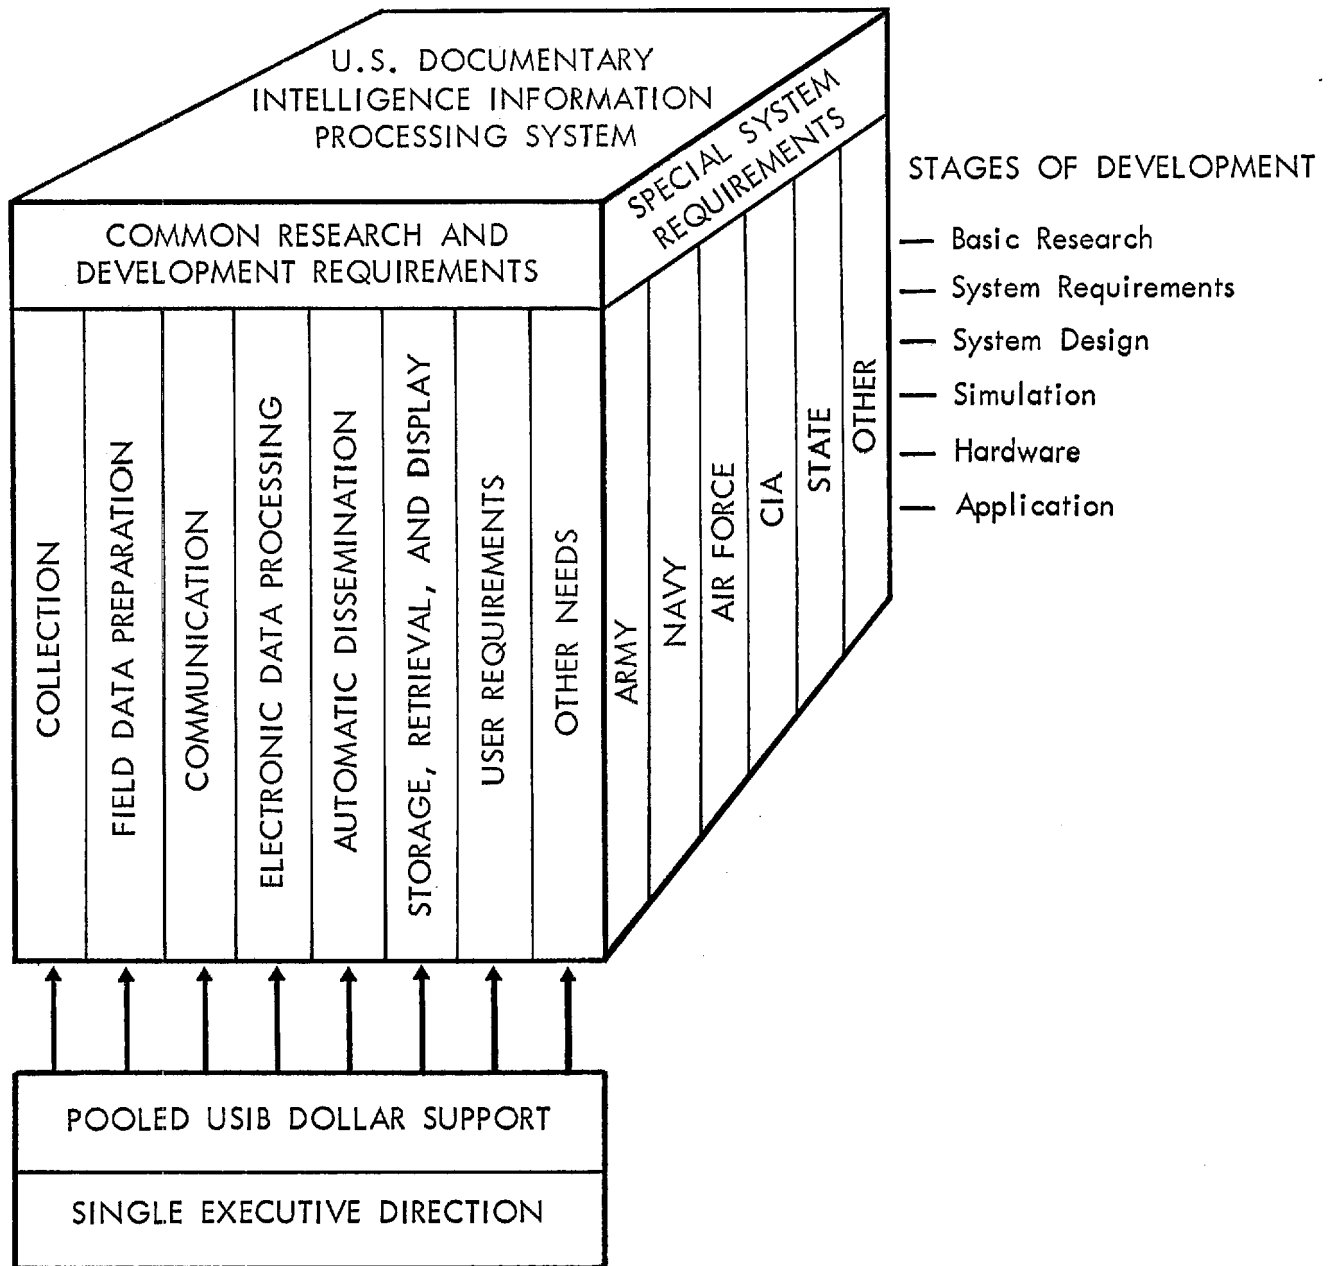 U.S. DOCUMENTARY
INTELLIGENCE INFORMATION
PROCESSING SYSTEM
SPECIAL SYSTEM
REQUIREMENTS
COMMON RESEARCH AND
DEVELOPMENT REQUIREMENTS
COLLECTION
FIELD DATA PREPARATION
COMMUNICATION
ELECTRONIC DATA PROCESSING
AUTOMATIC DISSEMINATION
STORAGE, RETRIEVAL, AND DISPLAY
USER REQUIREMENTS
OTHER NEEDS
ARMY
NAVY
AIR FORCE
CIA
STATE
OTHER
STAGES OF DEVELOPMENT
— Basic Research
— System Requirements
— System Design
— Simulation
— Hardware
— Application
POOLED USIB DOLLAR SUPPORT
SINGLE EXECUTIVE DIRECTION